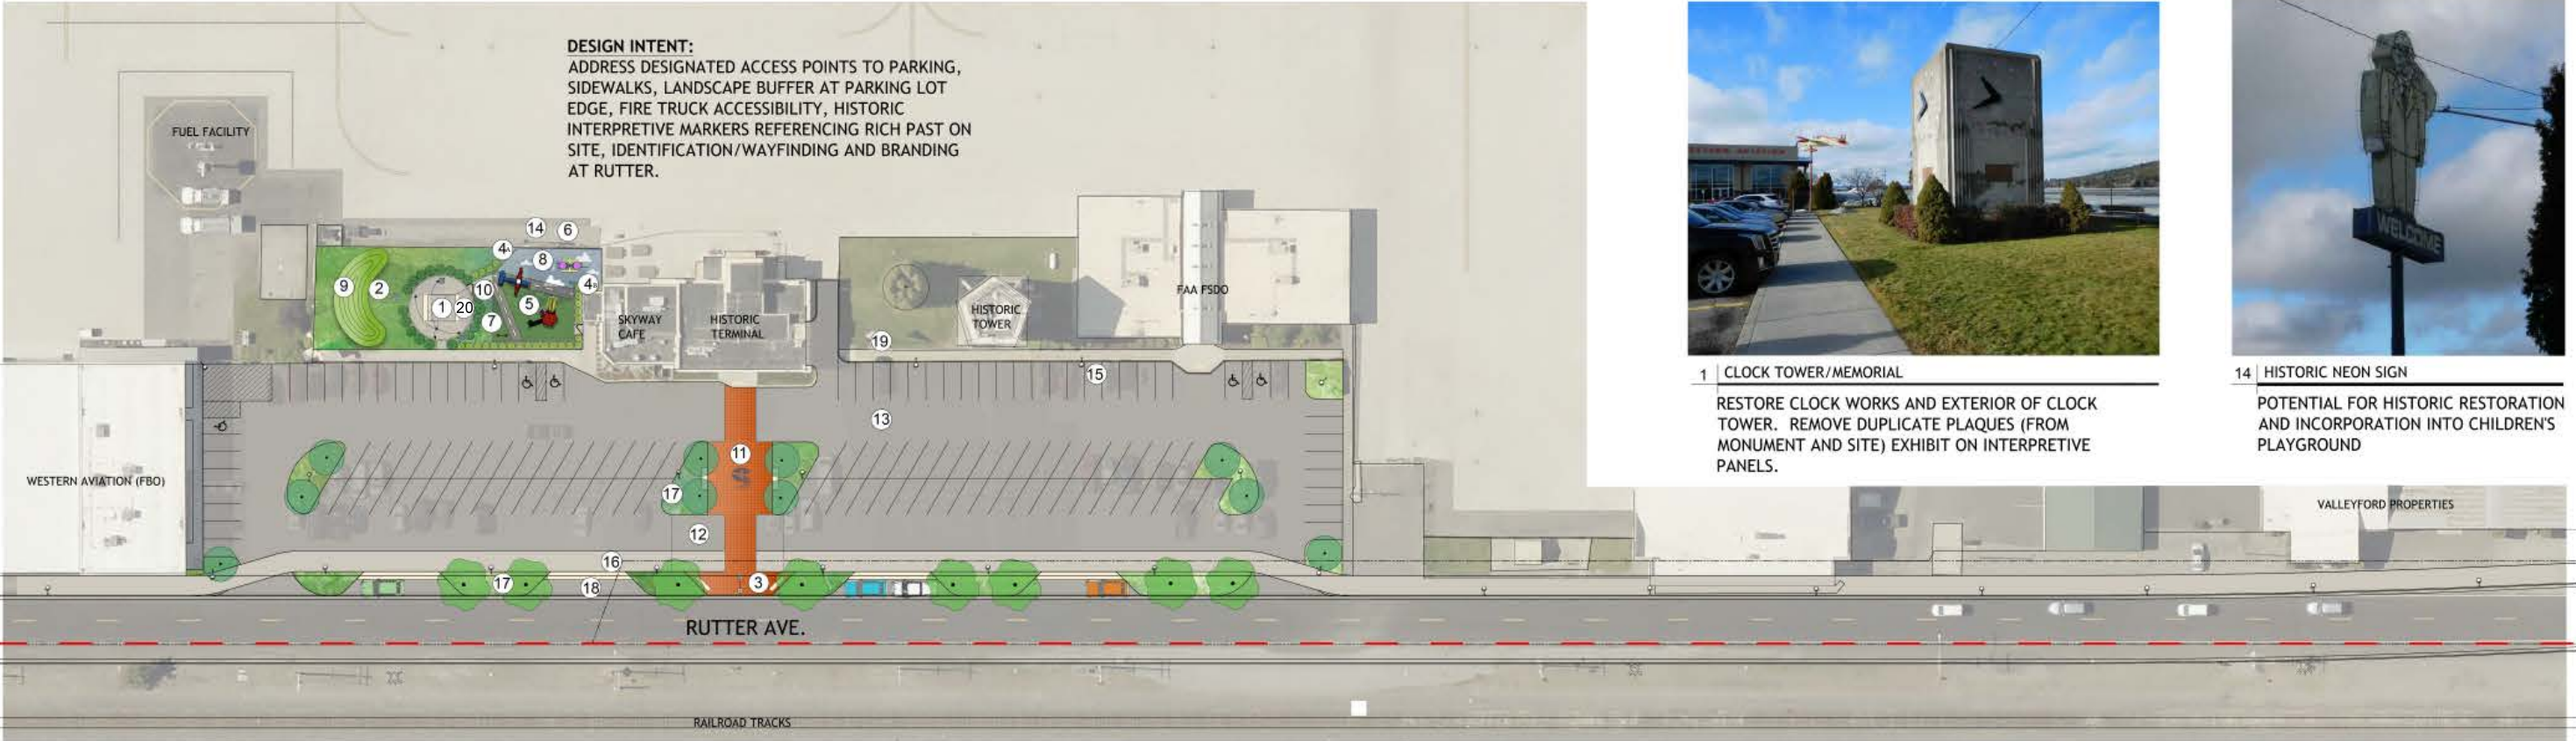 DESIGN INTENT:
ADDRESS DESIGNATED ACCESS POINTS TO PARKING,
SIDEWALKS, LANDSCAPE BUFFER AT PARKING LOT
EDGE, FIRE TRUCK ACCESSIBILITY, HISTORIC
INTERPRETIVE MARKERS REFERENCING RICH PAST ON
SITE, IDENTIFICATION/WAYFINDING AND BRANDING
AT RUTTER.
FUEL FACILITY
14
6
4A
8
4B
9
2
10
5
1
20
7
SKYWAY
CAFE
HISTORIC
TERMINAL
HISTORIC
TOWER
FAA FSDO
19
15
13
11
17
12
WESTERN AVIATION (FBO)
16
17
18
3
RUTTER AVE.
RAILROAD TRACKS
VALLEYFORD PROPERTIES
1 CLOCK TOWER/MEMORIAL
RESTORE CLOCK WORKS AND EXTERIOR OF CLOCK
TOWER. REMOVE DUPLICATE PLAQUES (FROM
MONUMENT AND SITE) EXHIBIT ON INTERPRETIVE
PANELS.
WELCOME
14 HISTORIC NEON SIGN
POTENTIAL FOR HISTORIC RESTORATION
AND INCORPORATION INTO CHILDREN'S
PLAYGROUND